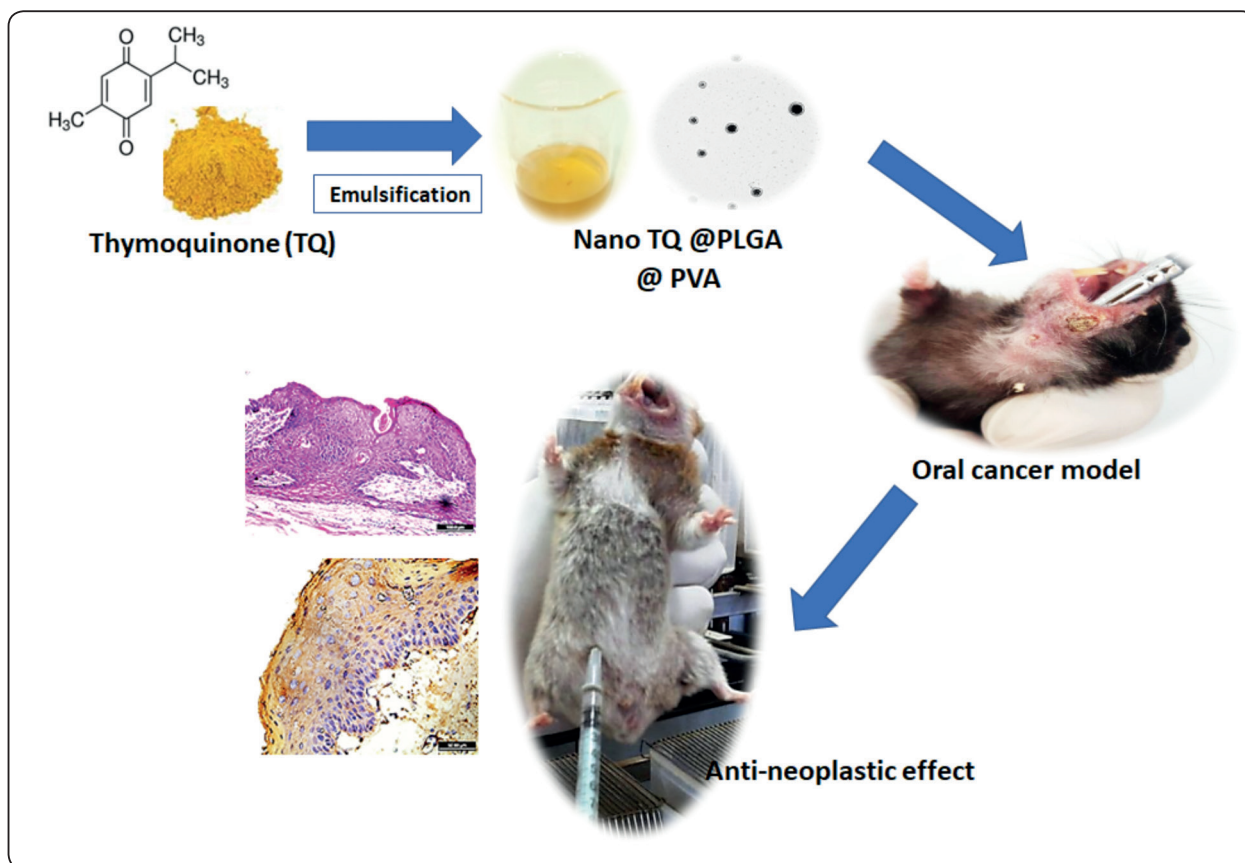 O
CH₃
CH₃
H₃C
O
Emulsification
Thymoquinone (TQ)
Nano TQ @PLGA
@ PVA
Oral cancer model
Anti-neoplastic effect